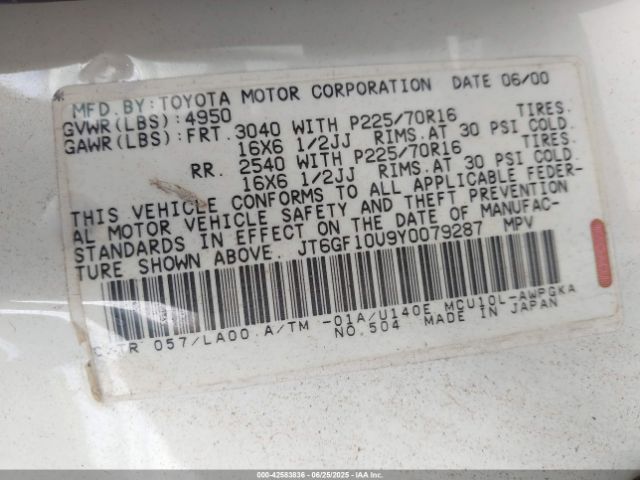 MFD. BY: TOYOTA MOTOR CORPORATION DATE 06/00
GVWR(LBS): 4950
GAWR(LBS): FRT. 3040 WITH P225/70R16 TIRES.
16X6 1/2JJ RIMS. AT 30 PSI COLD.
RR. 2540 WITH P225/70R16 TIRES.
16X6 1/2JJ RIMS. AT 30 PSI COLD.
THIS VEHICLE CONFORMS TO ALL APPLICABLE FEDER-
AL MOTOR VEHICLE SAFETY AND THEFT PREVENTION
STANDARDS IN EFFECT ON THE DATE OF MANUFAC-
TURE SHOWN ABOVE. JT6GF10U9Y0079287 MPV
C/TR 057/LA00 A/TM -01A/U140E MCU10L-AWPGKA
NO.504 MADE IN JAPAN
000-42583836 - 06/25/2025 - IAA Inc.